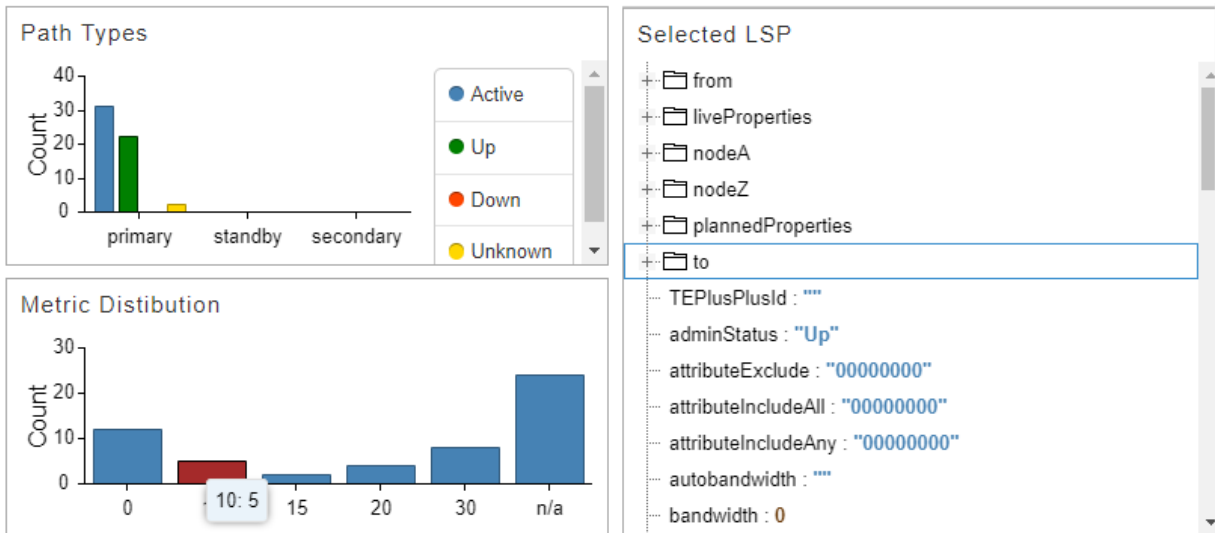 Path Types
40
30
20
10
0
Count
primary standby secondary
Active
Up
Down
Unknown
Metric Distibution
30
20
10
0
Count
0 15 20 30 n/a
10: 5
Selected LSP
from
liveProperties
nodeA
nodeZ
plannedProperties
to
TEPlusPlusId : ""
adminStatus : "Up"
attributeExclude : "00000000"
attributeIncludeAll : "00000000"
attributeIncludeAny : "00000000"
autobandwidth : ""
bandwidth : 0